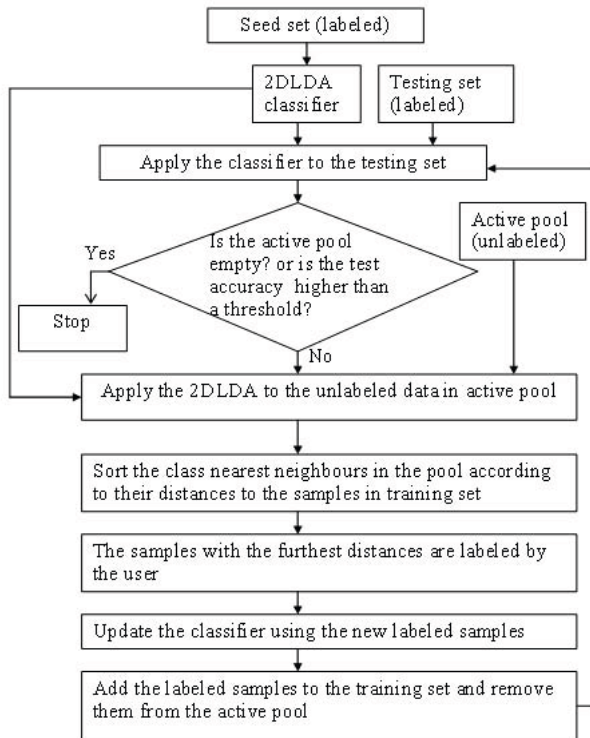 Seed set (labeled)
2DLDA
classifier
Testing set
(labeled)
Apply the classifier to the testing set
Active pool
(unlabeled)
Is the active pool
empty? or is the test
accuracy higher than
a threshold?
Yes
Stop
No
Apply the 2DLDA to the unlabeled data in active pool
Sort the class nearest neighbours in the pool according
to their distances to the samples in training set
The samples with the furthest distances are labeled by
the user
Update the classifier using the new labeled samples
Add the labeled samples to the training set and remove
them from the active pool